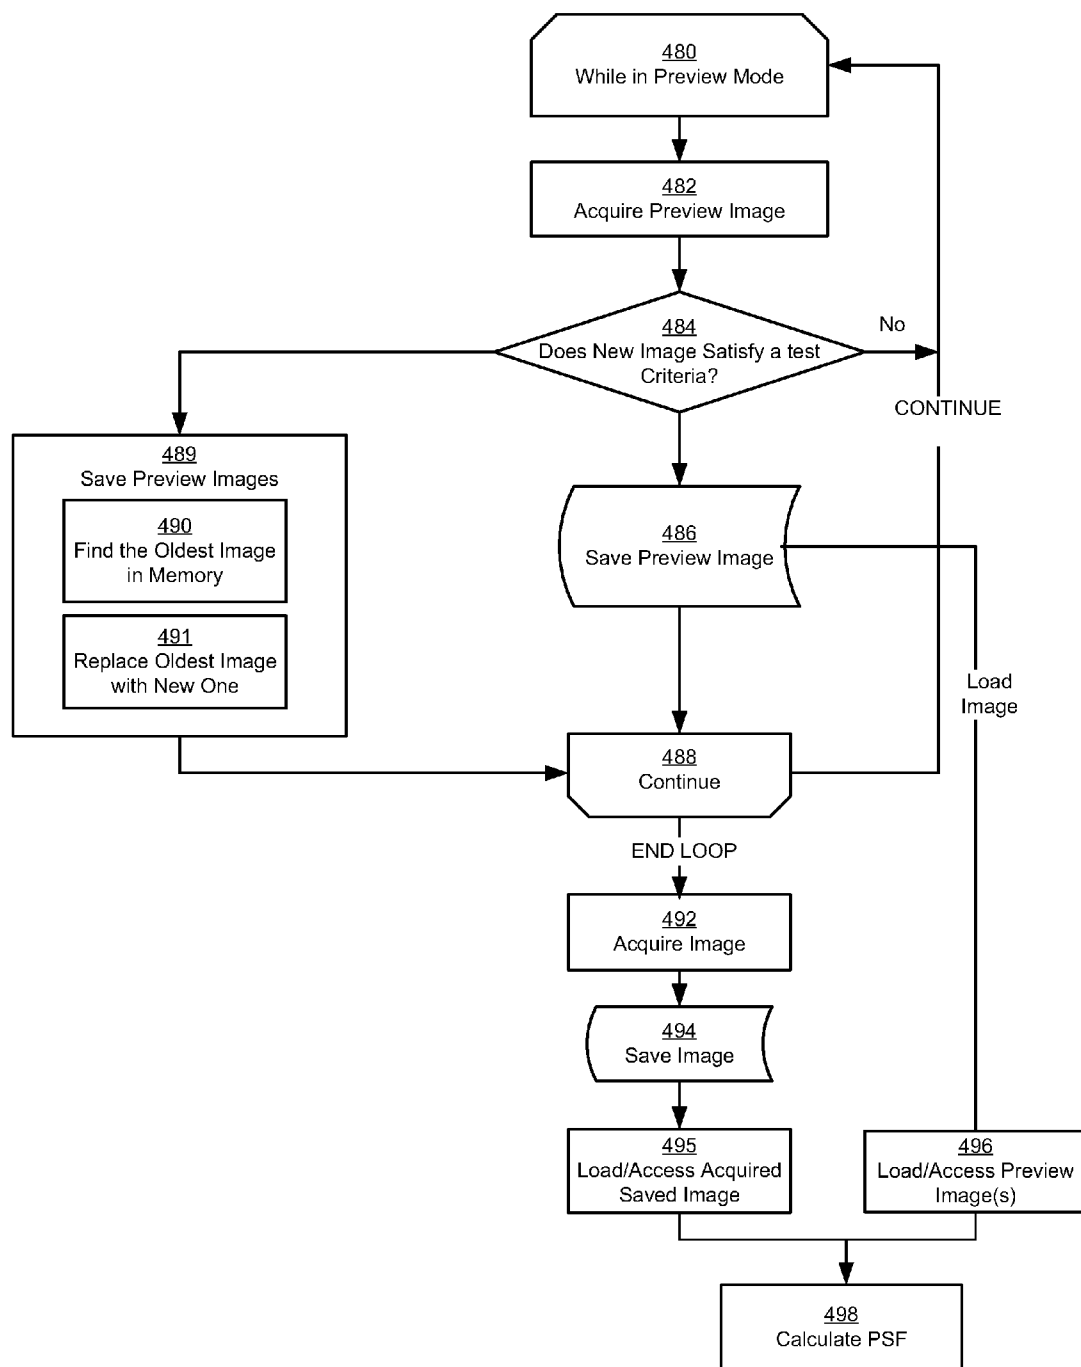 480
While in Preview Mode
482
Acquire Preview Image
484
Does New Image Satisfy a test
Criteria?
No
CONTINUE
489
Save Preview Images
490
Find the Oldest Image
in Memory
491
Replace Oldest Image
with New One
486
Save Preview Image
Load
Image
488
Continue
END LOOP
492
Acquire Image
494
Save Image
495
Load/Access Acquired
Saved Image
496
Load/Access Preview
Image(s)
498
Calculate PSF